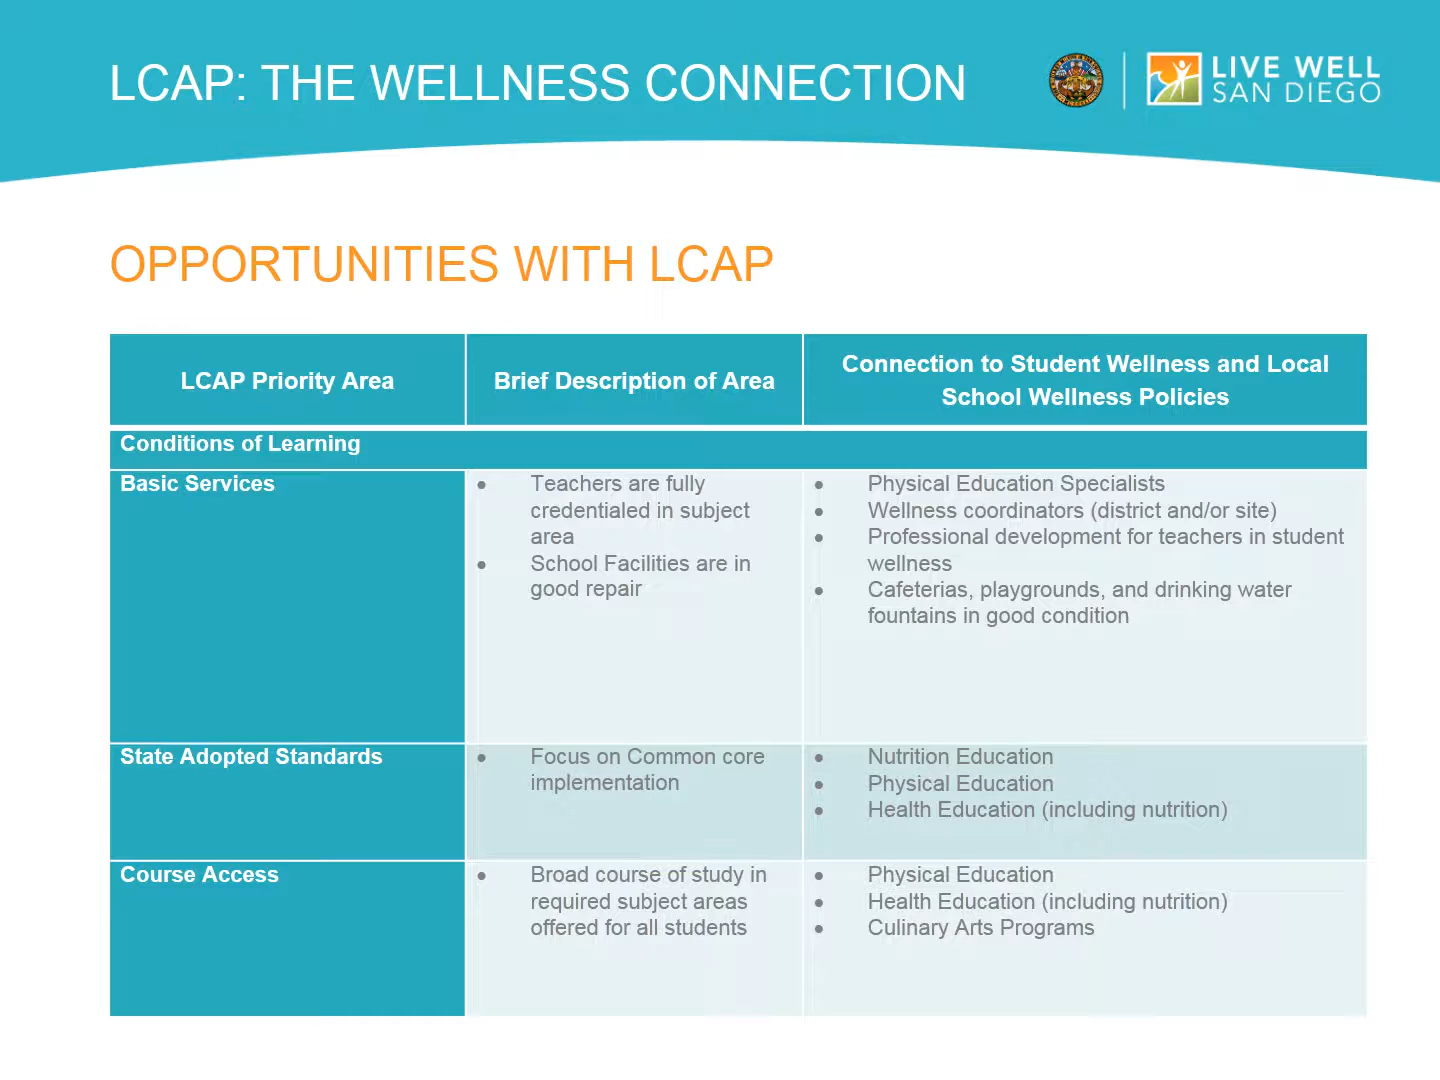 LCAP: THE WELLNESS CONNECTION
LIVE WELL
SAN DIEGO
OPPORTUNITIES WITH LCAP
LCAP Priority Area
Brief Description of Area
Connection to Student Wellness and Local
School Wellness Policies
Conditions of Learning
Basic Services
• Teachers are fully
credentialed in subject
area
• School Facilities are in
good repair
• Physical Education Specialists
• Wellness coordinators (district and/or site)
• Professional development for teachers in student
wellness
• Cafeterias, playgrounds, and drinking water
fountains in good condition
State Adopted Standards
• Focus on Common core
implementation
• Nutrition Education
• Physical Education
• Health Education (including nutrition)
Course Access
• Broad course of study in
required subject areas
offered for all students
• Physical Education
• Health Education (including nutrition)
• Culinary Arts Programs